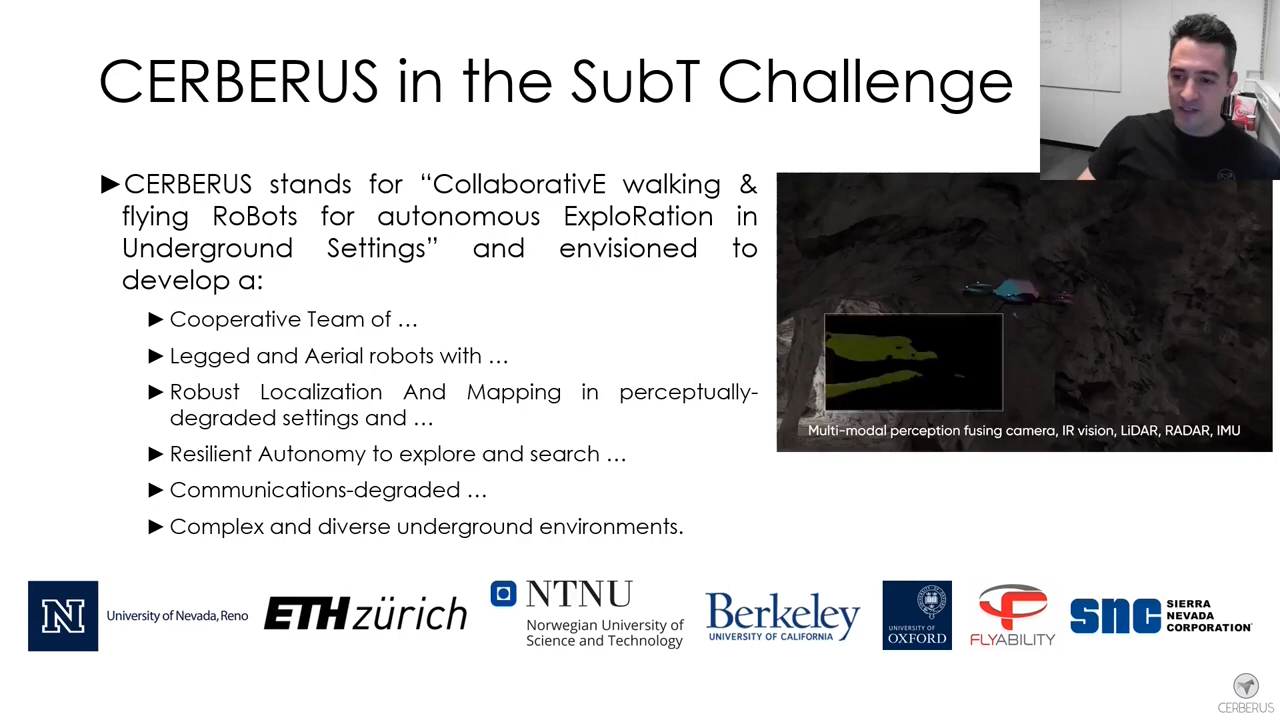 CERBERUS in the SubT Challenge
►CERBERUS stands for “CollaborativE walking &
flying RoBots for autonomous ExploRation in
Underground Settings” and envisioned to
develop a:
►Cooperative Team of …
►Legged and Aerial robots with …
►Robust Localization And Mapping in perceptually-
degraded settings and …
►Resilient Autonomy to explore and search …
►Communications-degraded …
►Complex and diverse underground environments.
Multi-modal perception fusing camera, IR vision, LiDAR, RADAR, IMU
N
University of Nevada, Reno
ETH zürich
NTNU
Norwegian University of
Science and Technology
Berkeley
UNIVERSITY OF CALIFORNIA
UNIVERSITY OF
OXFORD
FLYABILITY
snc
SIERRA
NEVADA
CORPORATION
CERBERUS